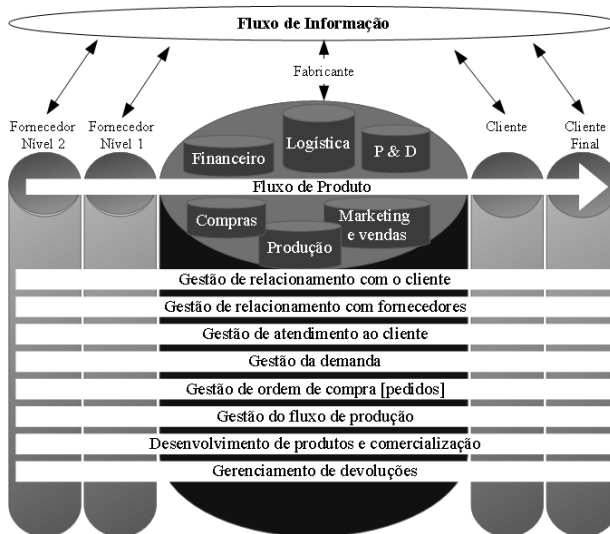 Fluxo de Informação
Fabricante
Fornecedor
Nível 2
Fornecedor
Nível 1
Cliente
Cliente
Final
Logística
Financeiro
P & D
Fluxo de Produto
Compras
Marketing
e vendas
Produção
Gestão de relacionamento com o cliente
Gestão de relacionamento com fornecedores
Gestão de atendimento ao cliente
Gestão da demanda
Gestão de ordem de compra [pedidos]
Gestão do fluxo de produção
Desenvolvimento de produtos e comercialização
Gerenciamento de devoluções